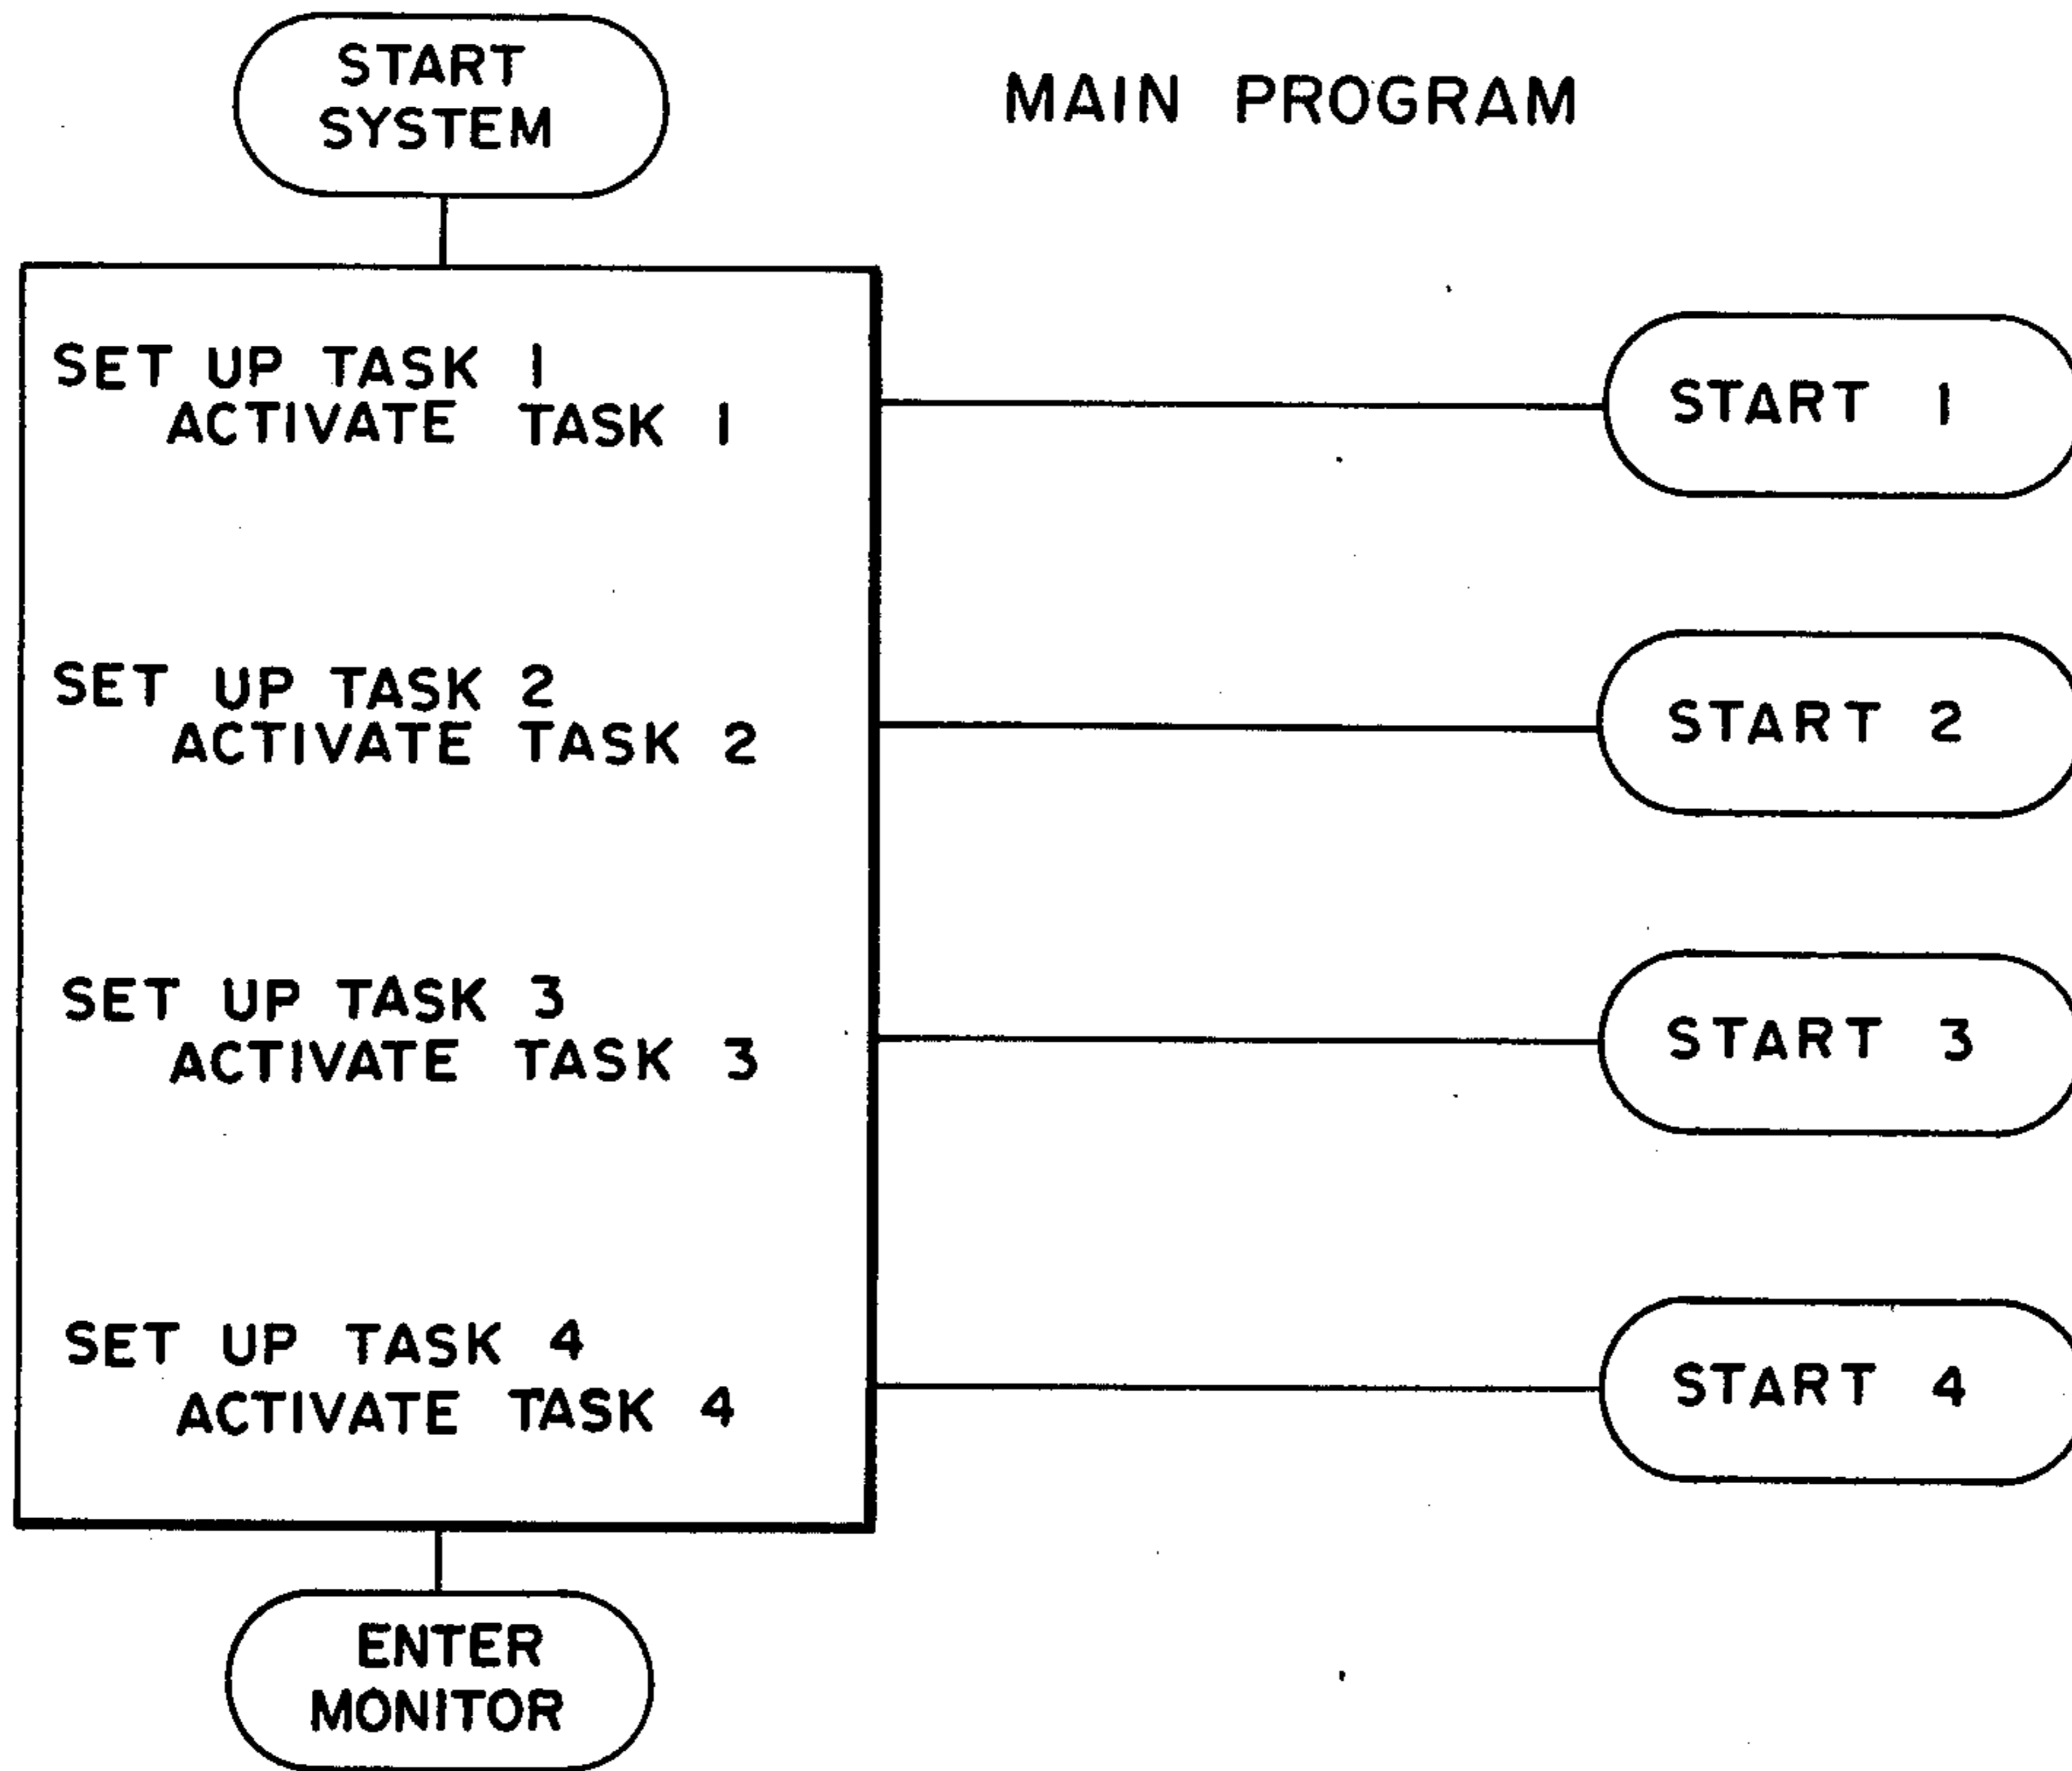 START
SYSTEM
MAIN PROGRAM
SET UP TASK 1
ACTIVATE TASK 1
START 1
SET UP TASK 2
ACTIVATE TASK 2
START 2
SET UP TASK 3
ACTIVATE TASK 3
START 3
SET UP TASK 4
ACTIVATE TASK 4
START 4
ENTER
MONITOR